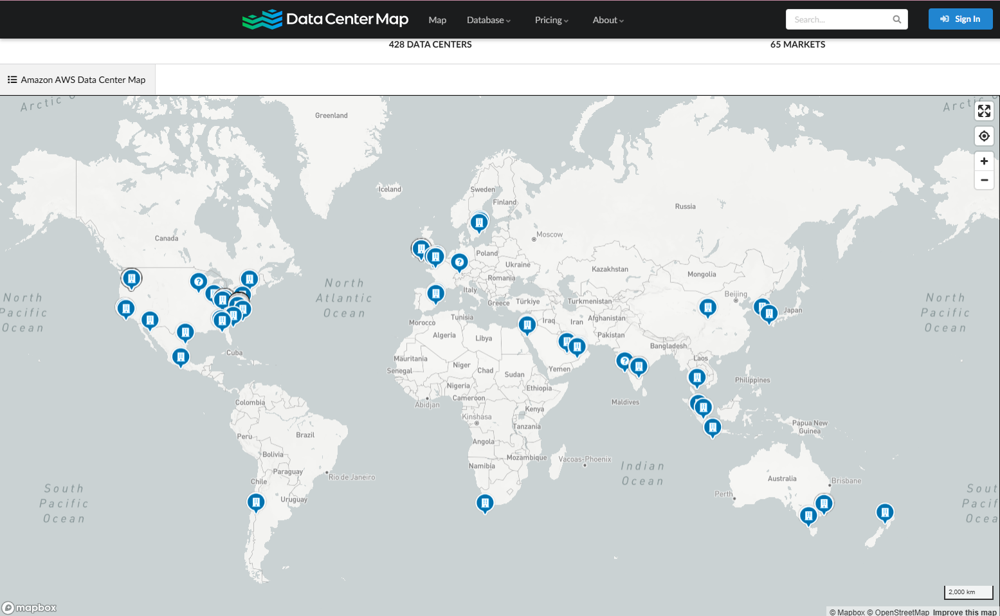 Data Center Map
Map
Database
Pricing
About
Search...
Sign In
428 DATA CENTERS
65 MARKETS
Amazon AWS Data Center Map
Arctic
Arctic
Greenland
Iceland
Sweden
Finland
Russia
Moscow
Canada
Poland
Ukraine
Kazakhstan
Mongolia
Romania
North
Atlantic
Ocean
Italy
Greece
Türkiye
Turkmenistan
Beijing
Japan
North
Pacific
Ocean
North
Pacific
Ocean
Tunisia
Morocco
Iraq
Iran
Afghanistan
Algeria
Libya
Pakistan
Bangladesh
Cuba
Mauritania
Niger
Chad
Sudan
Yemen
Laos
Senegal
Philippines
Nigeria
Ethiopia
Cameroon
Abidjan
Maldives
Colombia
Kenya
Kinshasa
Tanzania
Papua New
Guinea
Peru
Brazil
Angola
Bolivia
Mozambique
Vacoas-Phoenix
Namibia
Indian
Ocean
Paraguay
Rio de Janeiro
Chile
Australia
Brisbane
Perth
Uruguay
South
Pacific
Ocean
Sout
Pacif
Ocea
2,000 km
mapbox
© Mapbox © OpenStreetMap Improve this map